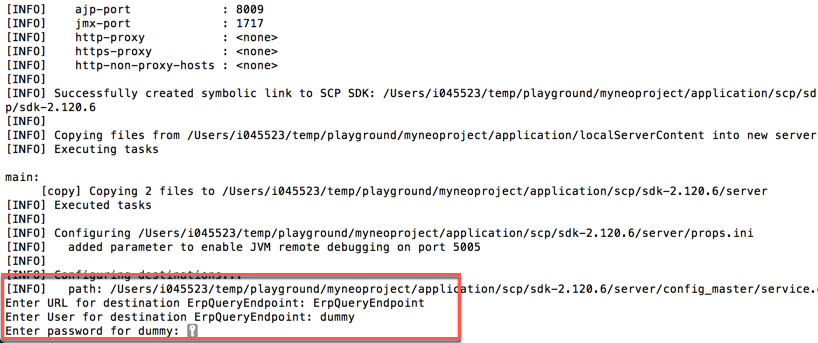 [INFO]    ajp-port             : 8009
[INFO]    jmx-port             : 1717
[INFO]    http-proxy           : <none>
[INFO]    https-proxy          : <none>
[INFO]    http-non-proxy-hosts : <none>
[INFO]
[INFO] Successfully created symbolic link to SCP SDK: /Users/i045523/temp/playground/myneoproject/application/scp/sd
p/sdk-2.120.6
[INFO]
[INFO] Copying files from /Users/i045523/temp/playground/myneoproject/application/localServerContent into new server
[INFO] Executing tasks
main:
     [copy] Copying 2 files to /Users/i045523/temp/playground/myneoproject/application/scp/sdk-2.120.6/server
[INFO] Executed tasks
[INFO]
[INFO] Configuring /Users/i045523/temp/playground/myneoproject/application/scp/sdk-2.120.6/server/props.ini
[INFO]   added parameter to enable JVM remote debugging on port 5005
[INFO]
[INFO] Configuring destinations...
[INFO]   path: /Users/i045523/temp/playground/myneoproject/application/scp/sdk-2.120.6/server/config_master/service.
Enter URL for destination ErpQueryEndpoint: ErpQueryEndpoint
Enter User for destination ErpQueryEndpoint: dummy
Enter password for dummy: